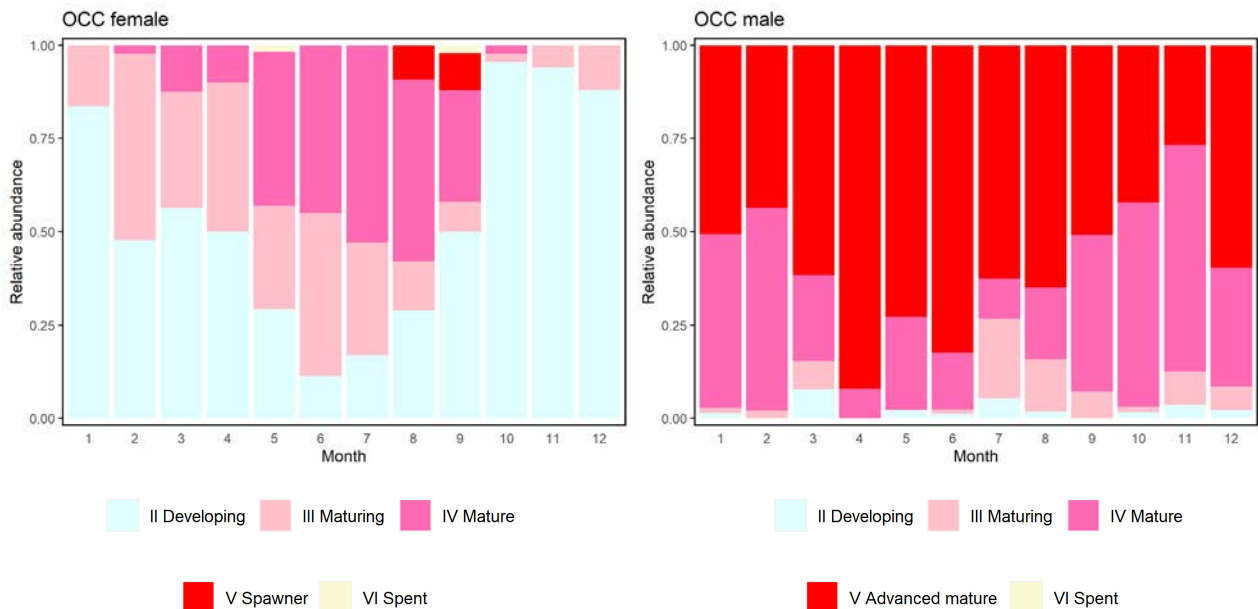 OCC female
1.00
0.75
0.50
0.25
0.00
Relative abundance
1 2 3 4 5 6 7 8 9 10 11 12
Month
II Developing III Maturing IV Mature
V Spawner VI Spent
OCC male
1.00
0.75
0.50
0.25
0.00
Relative abundance
1 2 3 4 5 6 7 8 9 10 11 12
Month
II Developing III Maturing IV Mature
V Advanced mature VI Spent